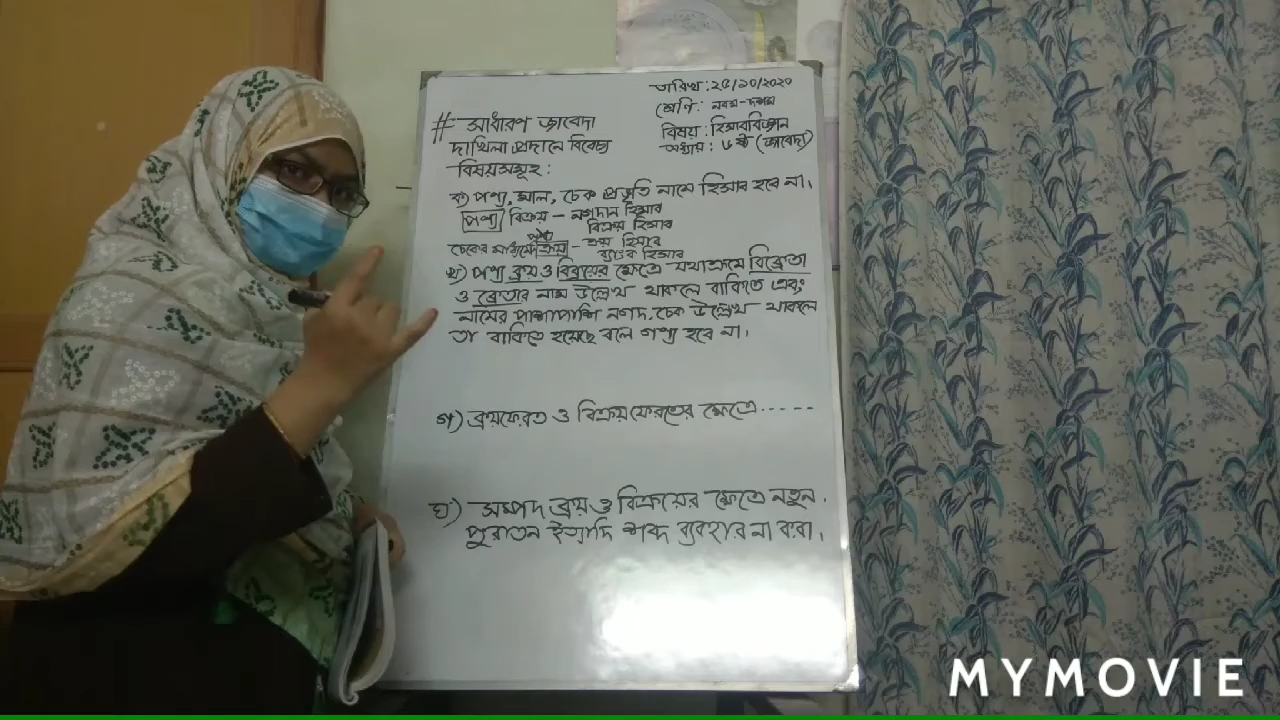 তারিখ : ২৫/১০/২০২০
শ্রেণি : নবম-দশম
বিষয় : হিসাববিজ্ঞান
অধ্যায় : ৬ষ্ঠ (জাবেদা)
# সাধারণ জাবেদা
দাখিলা প্রদানে বিবেচ্য
বিষয়সমূহ :
ক) পণ্য, মাল, চেক প্রভৃতি নামে হিসাব হবে না।
পণ্য বিক্রয় – নগদান হিসাব
বিক্রয় হিসাব
পণ্য
চেকের মাধ্যমে ক্রয় – ক্রয় হিসাব
ব্যাংক হিসাব
খ) পণ্য ক্রয় ও বিক্রয়ের ক্ষেত্রে যথাক্রমে বিক্রেতা
ও ক্রেতার নাম উল্লেখ থাকলে বাকিতে এবং
নামের পাশাপাশি নগদ, চেক উল্লেখ থাকলে
তা বাকিতে হয়েছে বলে গণ্য হবে না।
গ) ক্রয়ফেরত ও বিক্রয় ফেরতের ক্ষেত্রে.....
ঘ) সম্পদ ক্রয় ও বিক্রয়ের ক্ষেত্রে নতুন,
পুরাতন ইত্যাদি শব্দ ব্যবহার না করা।
MYMOVIE